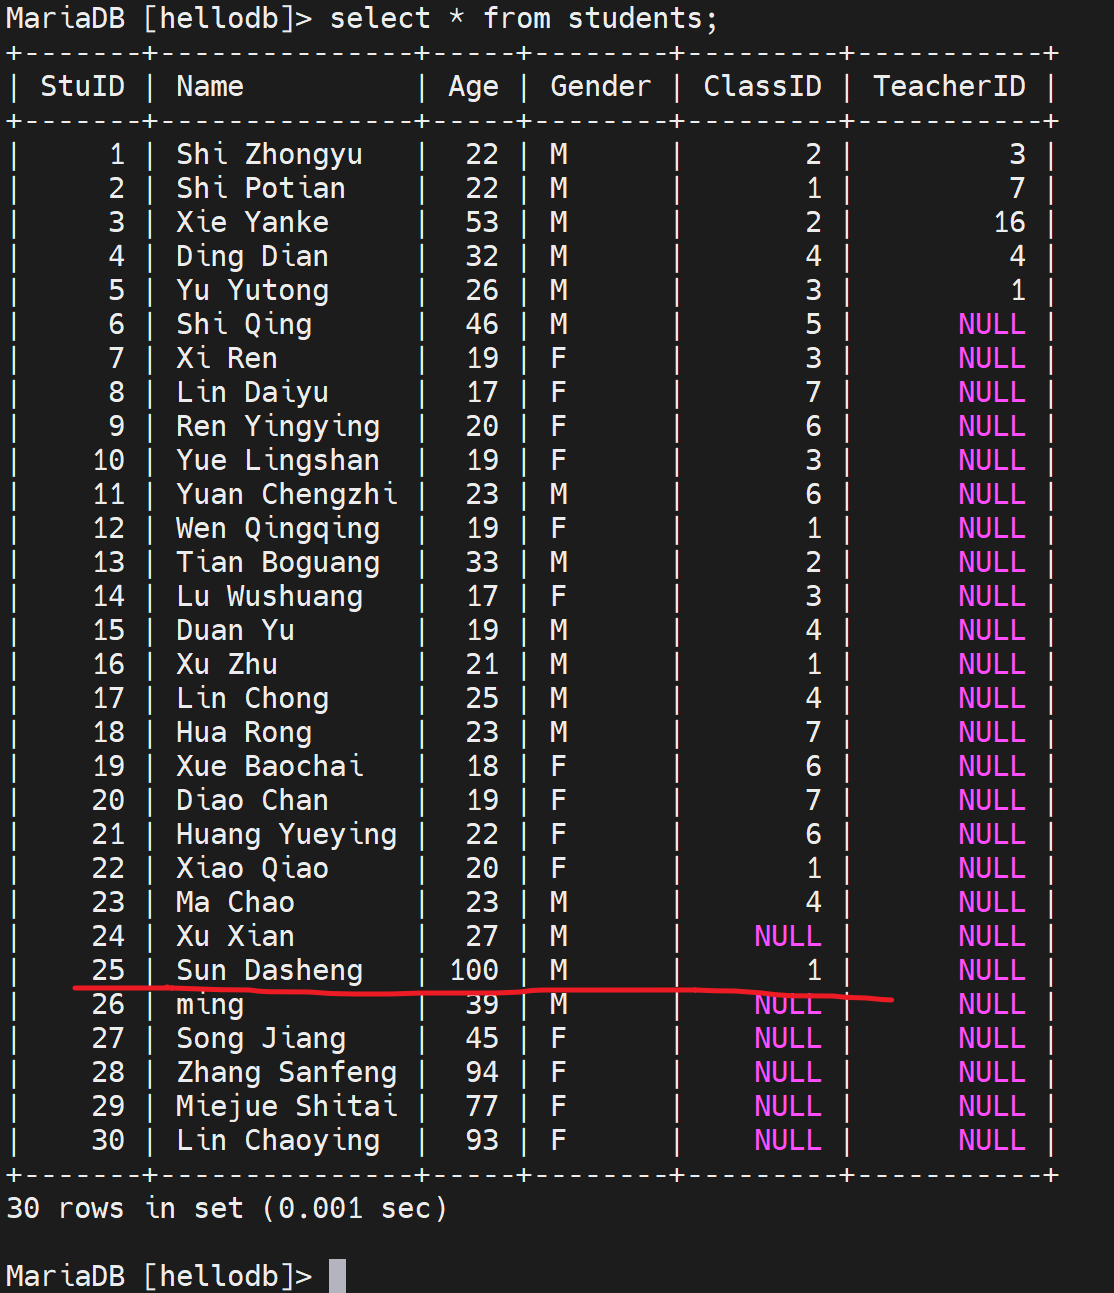 MariaDB [hellodb]> select * from students;
+-------+---------------+-----+--------+---------+-----------+
| StuID | Name          | Age | Gender | ClassID | TeacherID |
+-------+---------------+-----+--------+---------+-----------+
|     1 | Shi Zhongyu   |  22 | M      |       2 |         3 |
|     2 | Shi Potian    |  22 | M      |       1 |         7 |
|     3 | Xie Yanke     |  53 | M      |       2 |        16 |
|     4 | Ding Dian     |  32 | M      |       4 |         4 |
|     5 | Yu Yutong     |  26 | M      |       3 |         1 |
|     6 | Shi Qing      |  46 | M      |       5 |      NULL |
|     7 | Xi Ren        |  19 | F      |       3 |      NULL |
|     8 | Lin Daiyu     |  17 | F      |       7 |      NULL |
|     9 | Ren Yingying  |  20 | F      |       6 |      NULL |
|    10 | Yue Lingshan  |  19 | F      |       3 |      NULL |
|    11 | Yuan Chengzhi |  23 | M      |       6 |      NULL |
|    12 | Wen Qingqing  |  19 | F      |       1 |      NULL |
|    13 | Tian Boguang  |  33 | M      |       2 |      NULL |
|    14 | Lu Wushuang   |  17 | F      |       3 |      NULL |
|    15 | Duan Yu       |  19 | M      |       4 |      NULL |
|    16 | Xu Zhu        |  21 | M      |       1 |      NULL |
|    17 | Lin Chong     |  25 | M      |       4 |      NULL |
|    18 | Hua Rong      |  23 | M      |       7 |      NULL |
|    19 | Xue Baochai   |  18 | F      |       6 |      NULL |
|    20 | Diao Chan     |  19 | F      |       7 |      NULL |
|    21 | Huang Yueying |  22 | F      |       6 |      NULL |
|    22 | Xiao Qiao     |  20 | F      |       1 |      NULL |
|    23 | Ma Chao       |  23 | M      |       4 |      NULL |
|    24 | Xu Xian       |  27 | M      |    NULL |      NULL |
|    25 | Sun Dasheng   | 100 | M      |       1 |      NULL |
|    26 | ming          |  39 | M      |    NULL |      NULL |
|    27 | Song Jiang    |  45 | F      |    NULL |      NULL |
|    28 | Zhang Sanfeng |  94 | F      |    NULL |      NULL |
|    29 | Miejue Shitai |  77 | F      |    NULL |      NULL |
|    30 | Lin Chaoying  |  93 | F      |    NULL |      NULL |
+-------+---------------+-----+--------+---------+-----------+
30 rows in set (0.001 sec)
MariaDB [hellodb]>